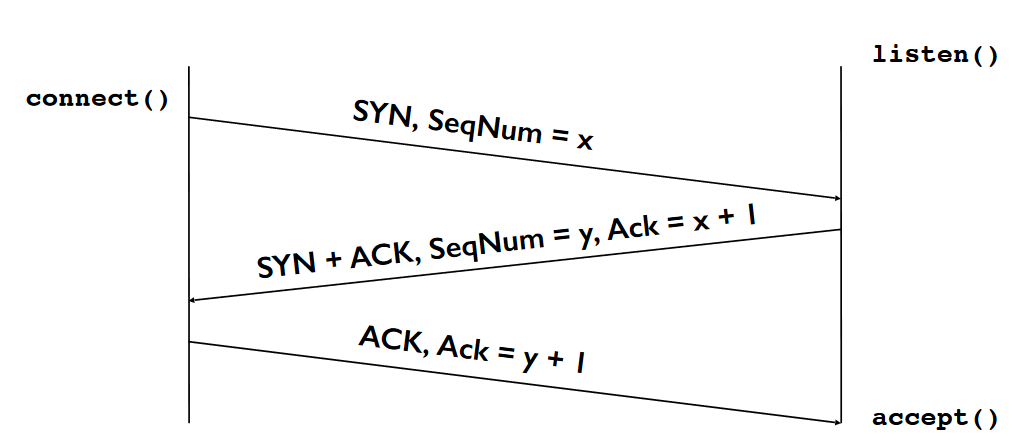 listen()
connect()
SYN, SeqNum = x
SYN + ACK, SeqNum = y, Ack = x + 1
ACK, Ack = y + 1
accept()